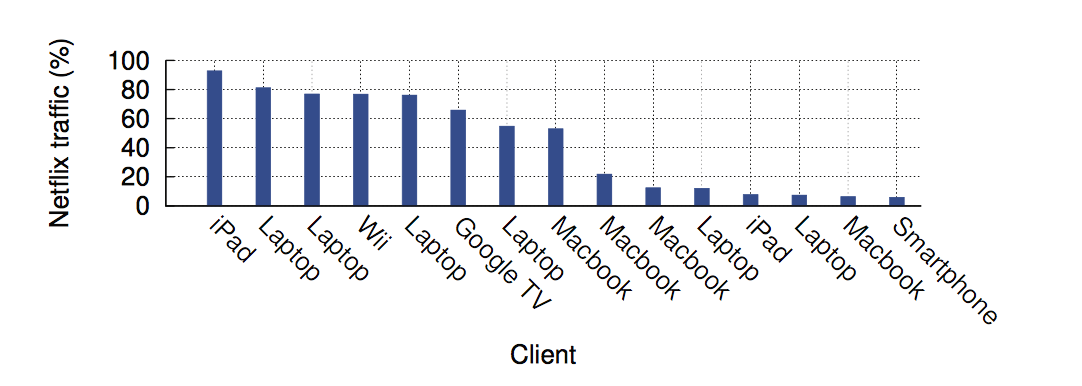 Netflix traffic (%)
100
80
60
40
20
0
iPad
Laptop
Laptop
Wii
Laptop
Google TV
Laptop
Macbook
Macbook
Macbook
Laptop
iPad
Laptop
Macbook
Smartphone
Client